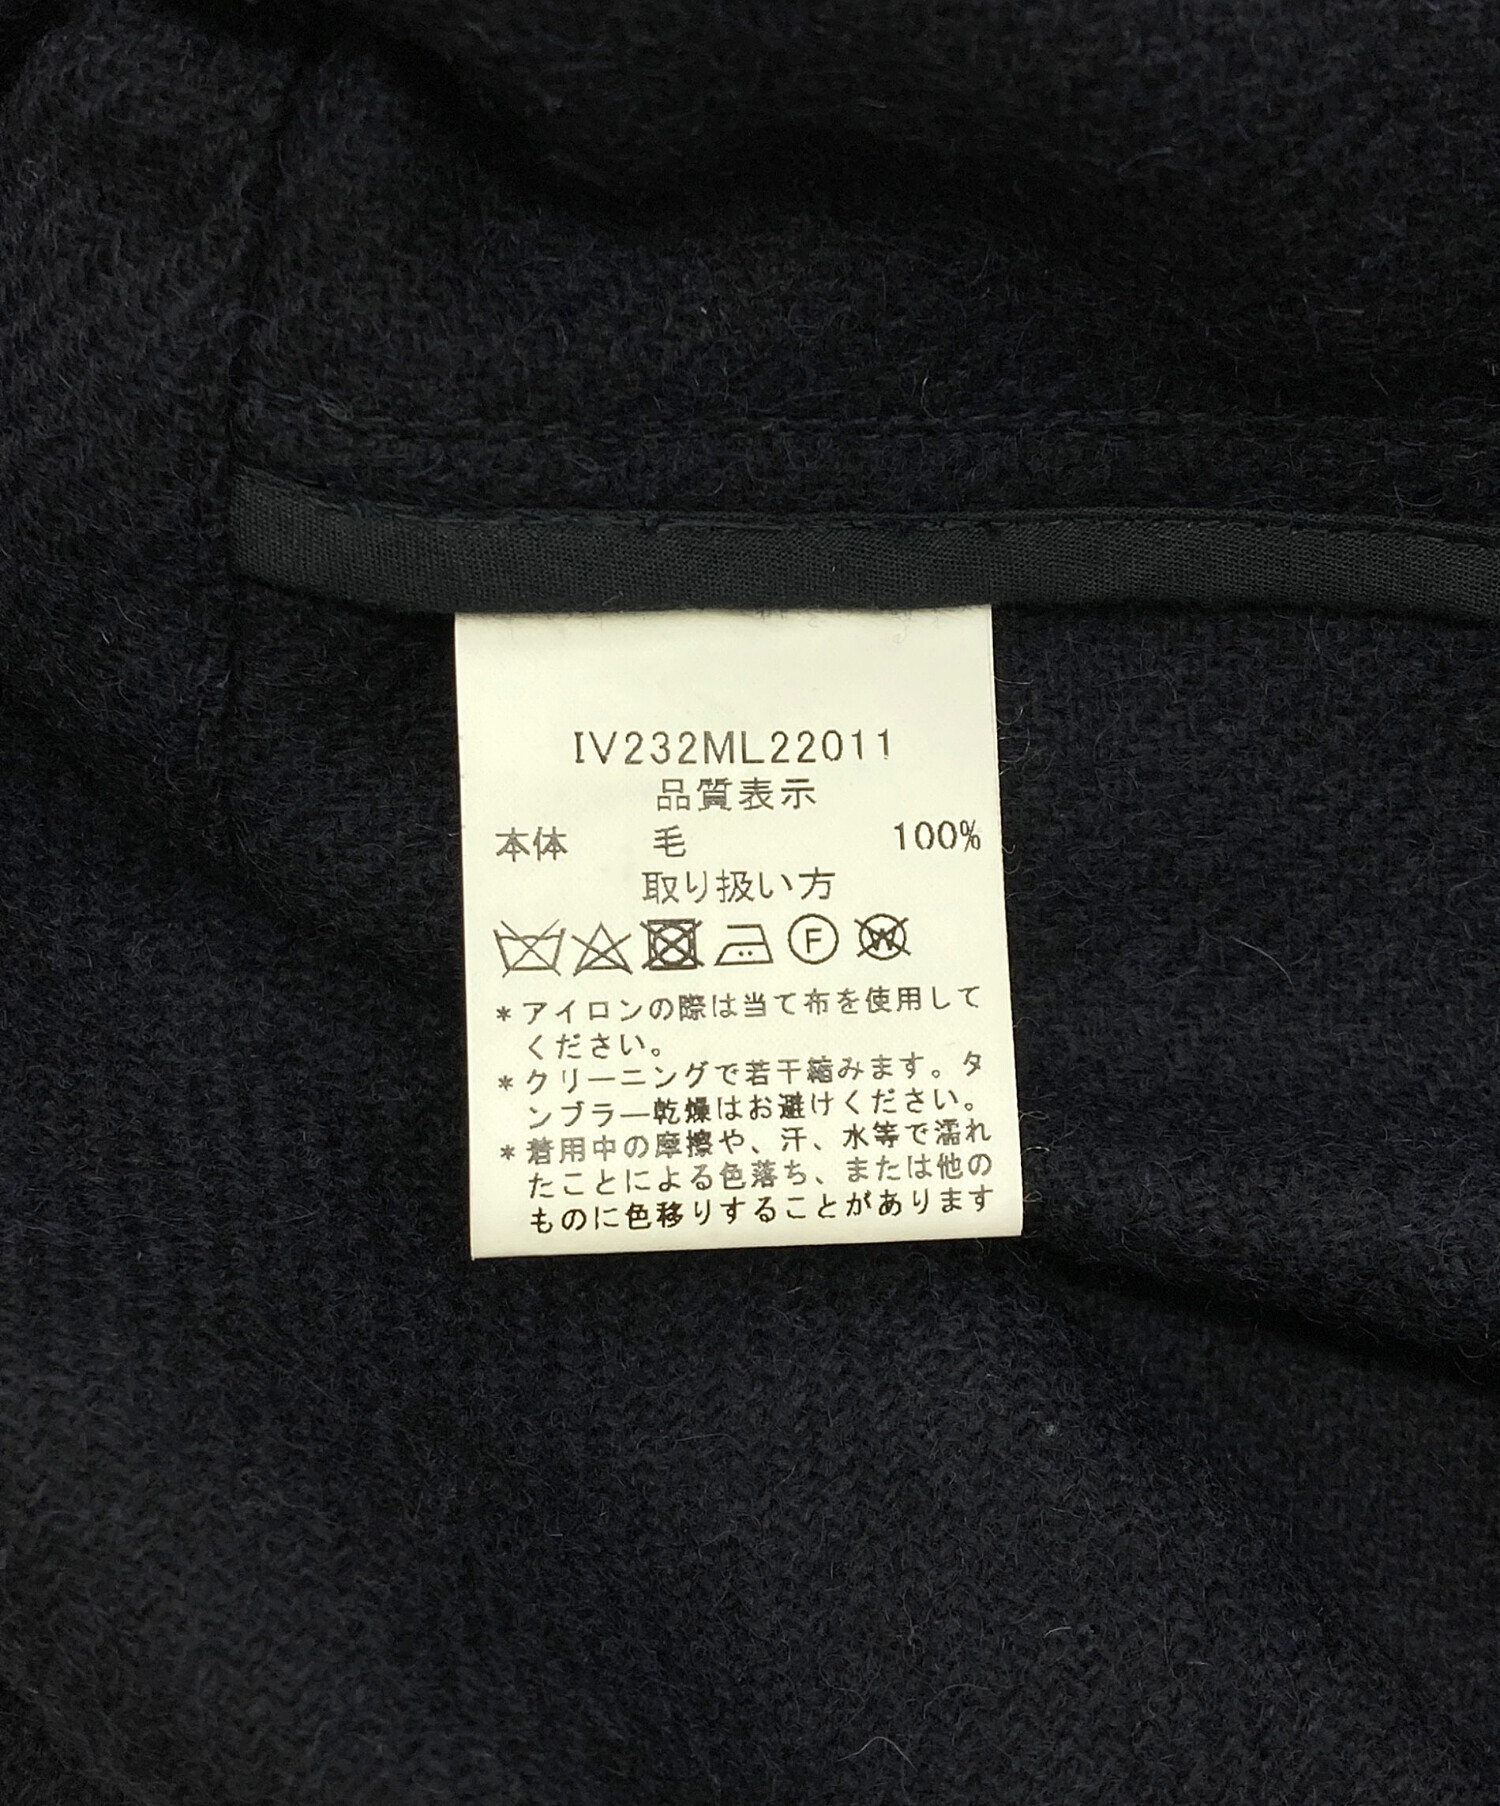 IV232ML22011
品質表示
本体 毛 100%
取り扱い方
F W
*アイロンの際は当て布を使用して
ください。
*クリーニングで若干縮みます。タ
ンブラー乾燥はお避けください。
*着用中の摩擦や、汗、水等で濡れ
たことによる色落ち、または他の
ものに色移りすることがあります